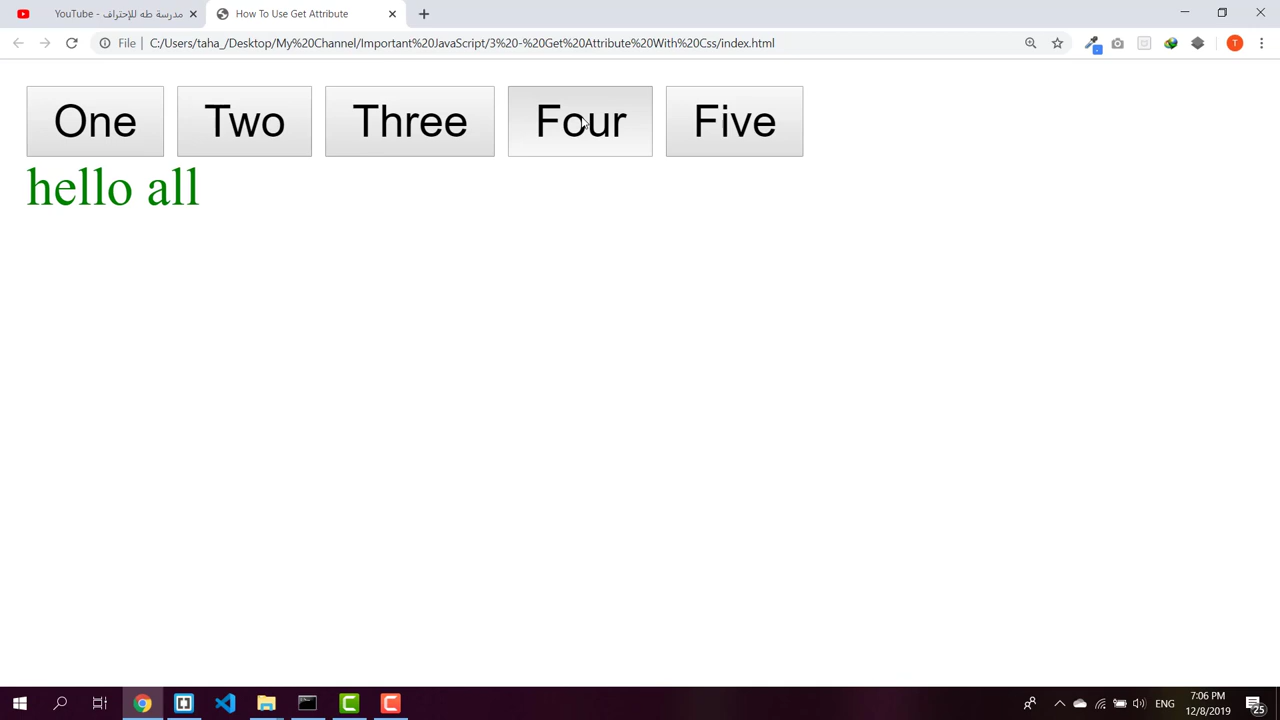 YouTube - مدرسة طه للإحتراف
How To Use Get Attribute
File C:/Users/taha_/Desktop/My%20Channel/Important%20JavaScript/3%20-%20Get%20Attribute%20With%20Css/index.html
T
One Two Three Four Five
hello all
ENG
7:06 PM
12/8/2019
25